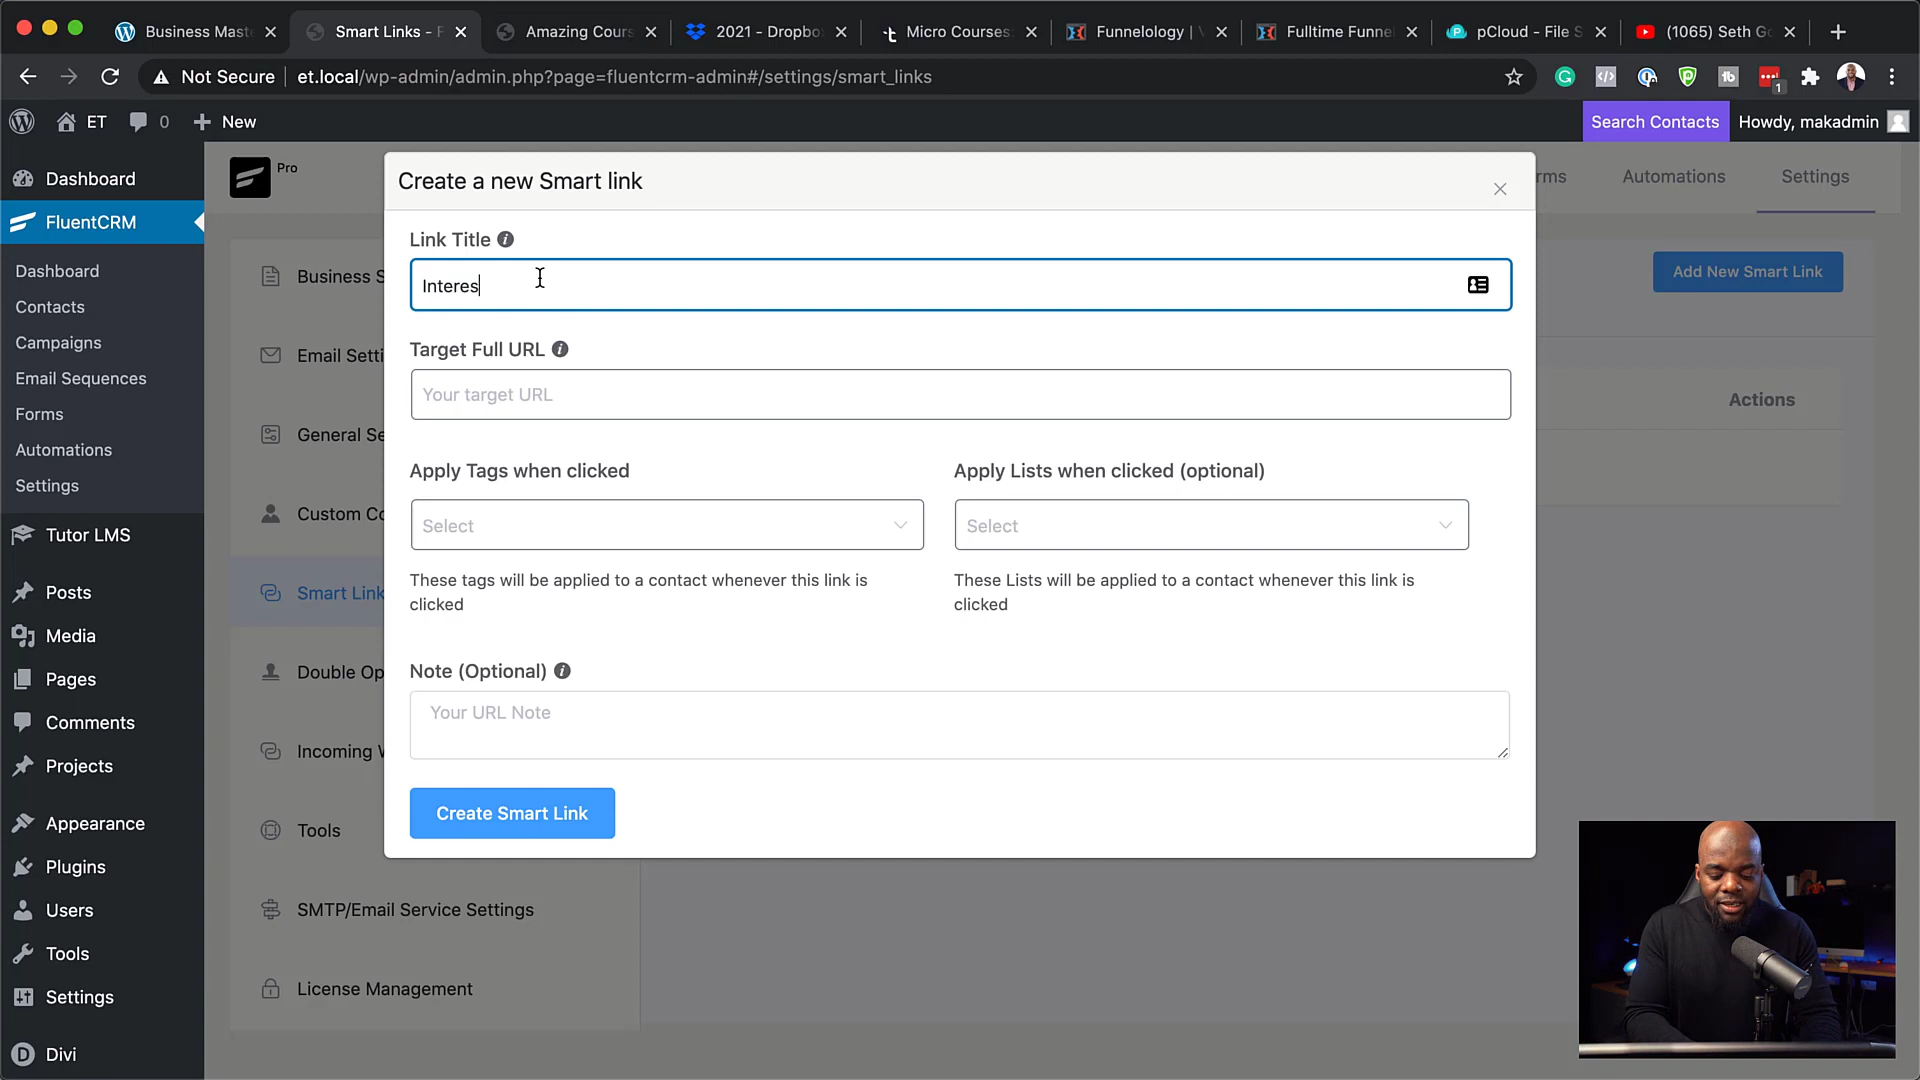 Business Mast
Smart Links - F
Amazing Cours
2021 - Dropbo
Micro Courses
Funnelology | V
Fulltime Funne
pCloud - File S
(1065) Seth Go
Not Secure
et.local/wp-admin/admin.php?page=fluentcrm-admin#/settings/smart_links
1
ET
0
New
Search Contacts
Howdy, makadmin
Dashboard
FluentCRM
Dashboard
Contacts
Campaigns
Email Sequences
Forms
Automations
Settings
Tutor LMS
Posts
Media
Pages
Comments
Projects
Appearance
Plugins
Users
Tools
Settings
Divi
Pro
rms
Automations
Settings
Business S
Email Setti
General Se
Custom Co
Smart Link
Double Op
Incoming W
Tools
SMTP/Email Service Settings
License Management
Add New Smart Link
Actions
Create a new Smart link
Link Title
Interes
Target Full URL
Your target URL
Apply Tags when clicked
Select
These tags will be applied to a contact whenever this link is
clicked
Apply Lists when clicked (optional)
Select
These Lists will be applied to a contact whenever this link is
clicked
Note (Optional)
Your URL Note
Create Smart Link